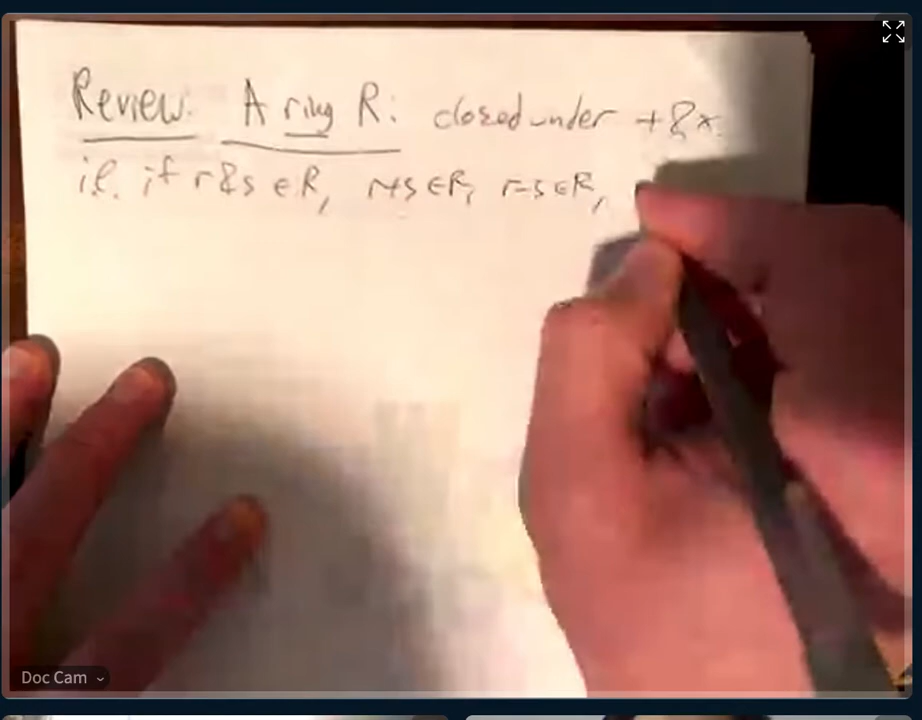 Review: A ring R: closed under + & ×
i.e. if r & s ∈ R, r+s ∈ R, r-s ∈ R,
Doc Cam